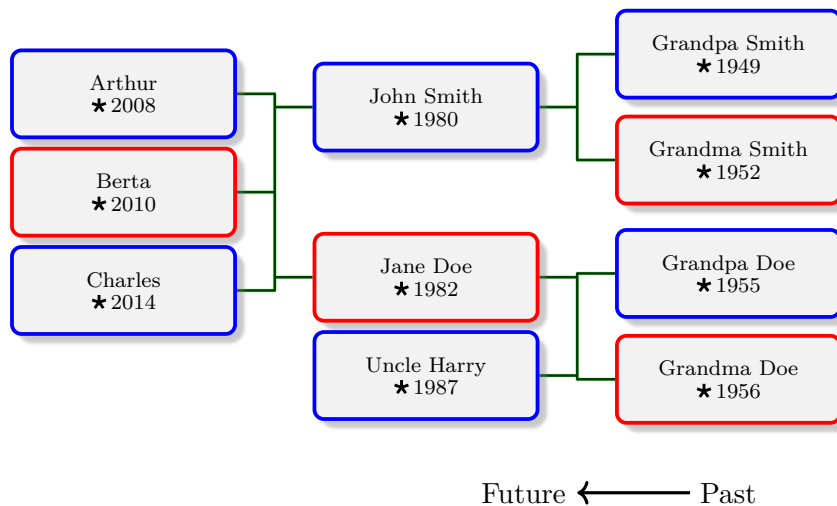 Arthur
★ 2008
Berta
★ 2010
Charles
★ 2014
John Smith
★ 1980
Jane Doe
★ 1982
Uncle Harry
★ 1987
Grandpa Smith
★ 1949
Grandma Smith
★ 1952
Grandpa Doe
★ 1955
Grandma Doe
★ 1956
Future ← Past